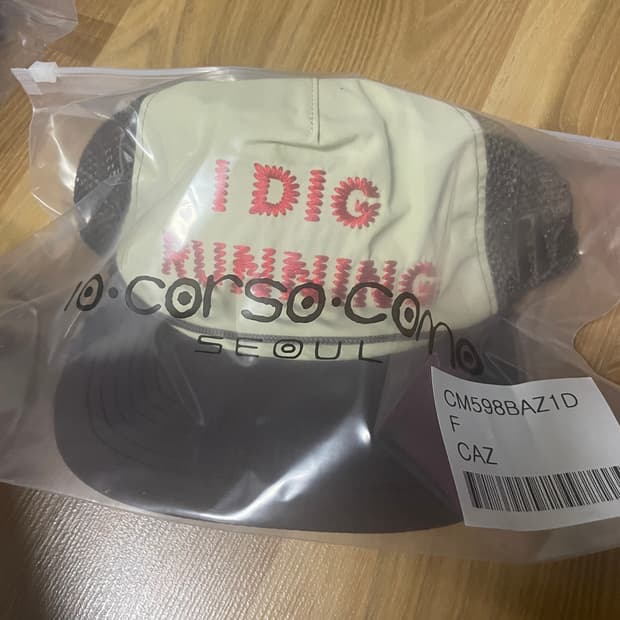 I DIG
RUNNING
10·corso·como
SEOUL
CM598BAZ1D
F
CAZ